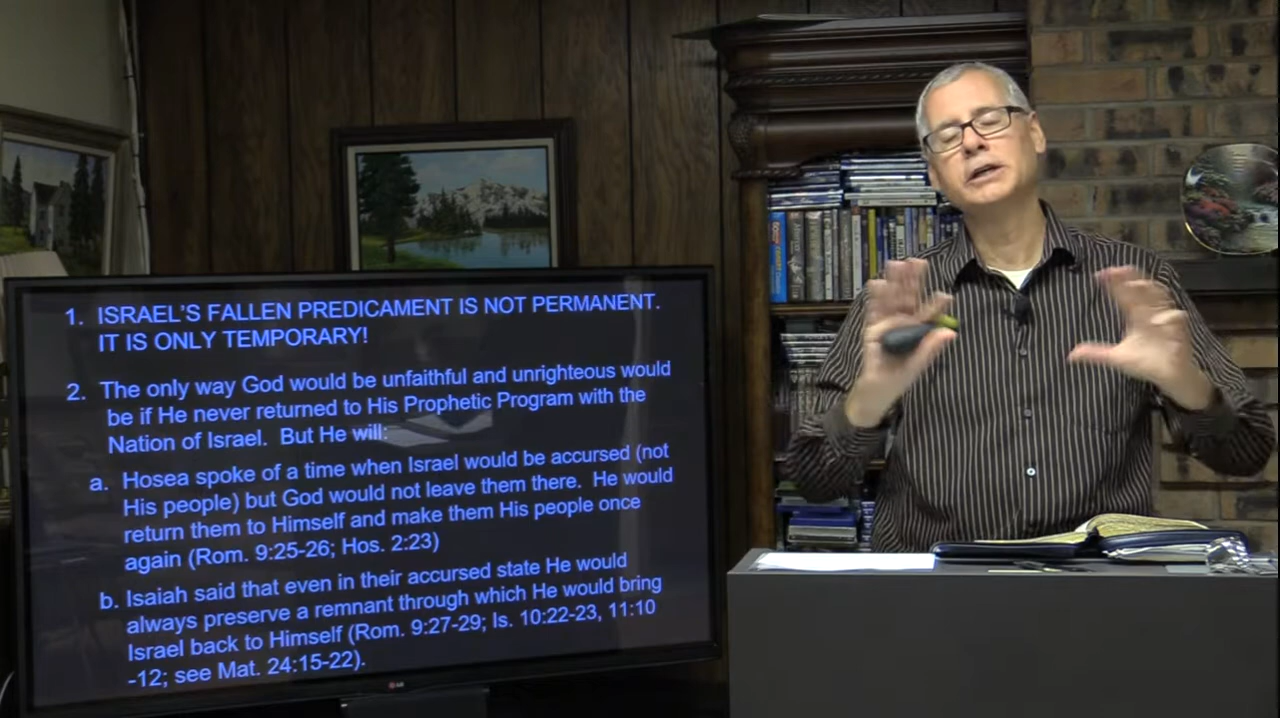 1. ISRAEL'S FALLEN PREDICAMENT IS NOT PERMANENT.
IT IS ONLY TEMPORARY!
2. The only way God would be unfaithful and unrighteous would
be if He never returned to His Prophetic Program with the
Nation of Israel. But He will:
a. Hosea spoke of a time when Israel would be accursed (not
His people) but God would not leave them there. He would
return them to Himself and make them His people once
again (Rom. 9:25-26; Hos. 2:23)
b. Isaiah said that even in their accursed state He would
always preserve a remnant through which He would bring
Israel back to Himself (Rom. 9:27-29; Is. 10:22-23, 11:10
-12; see Mat. 24:15-22).
LG